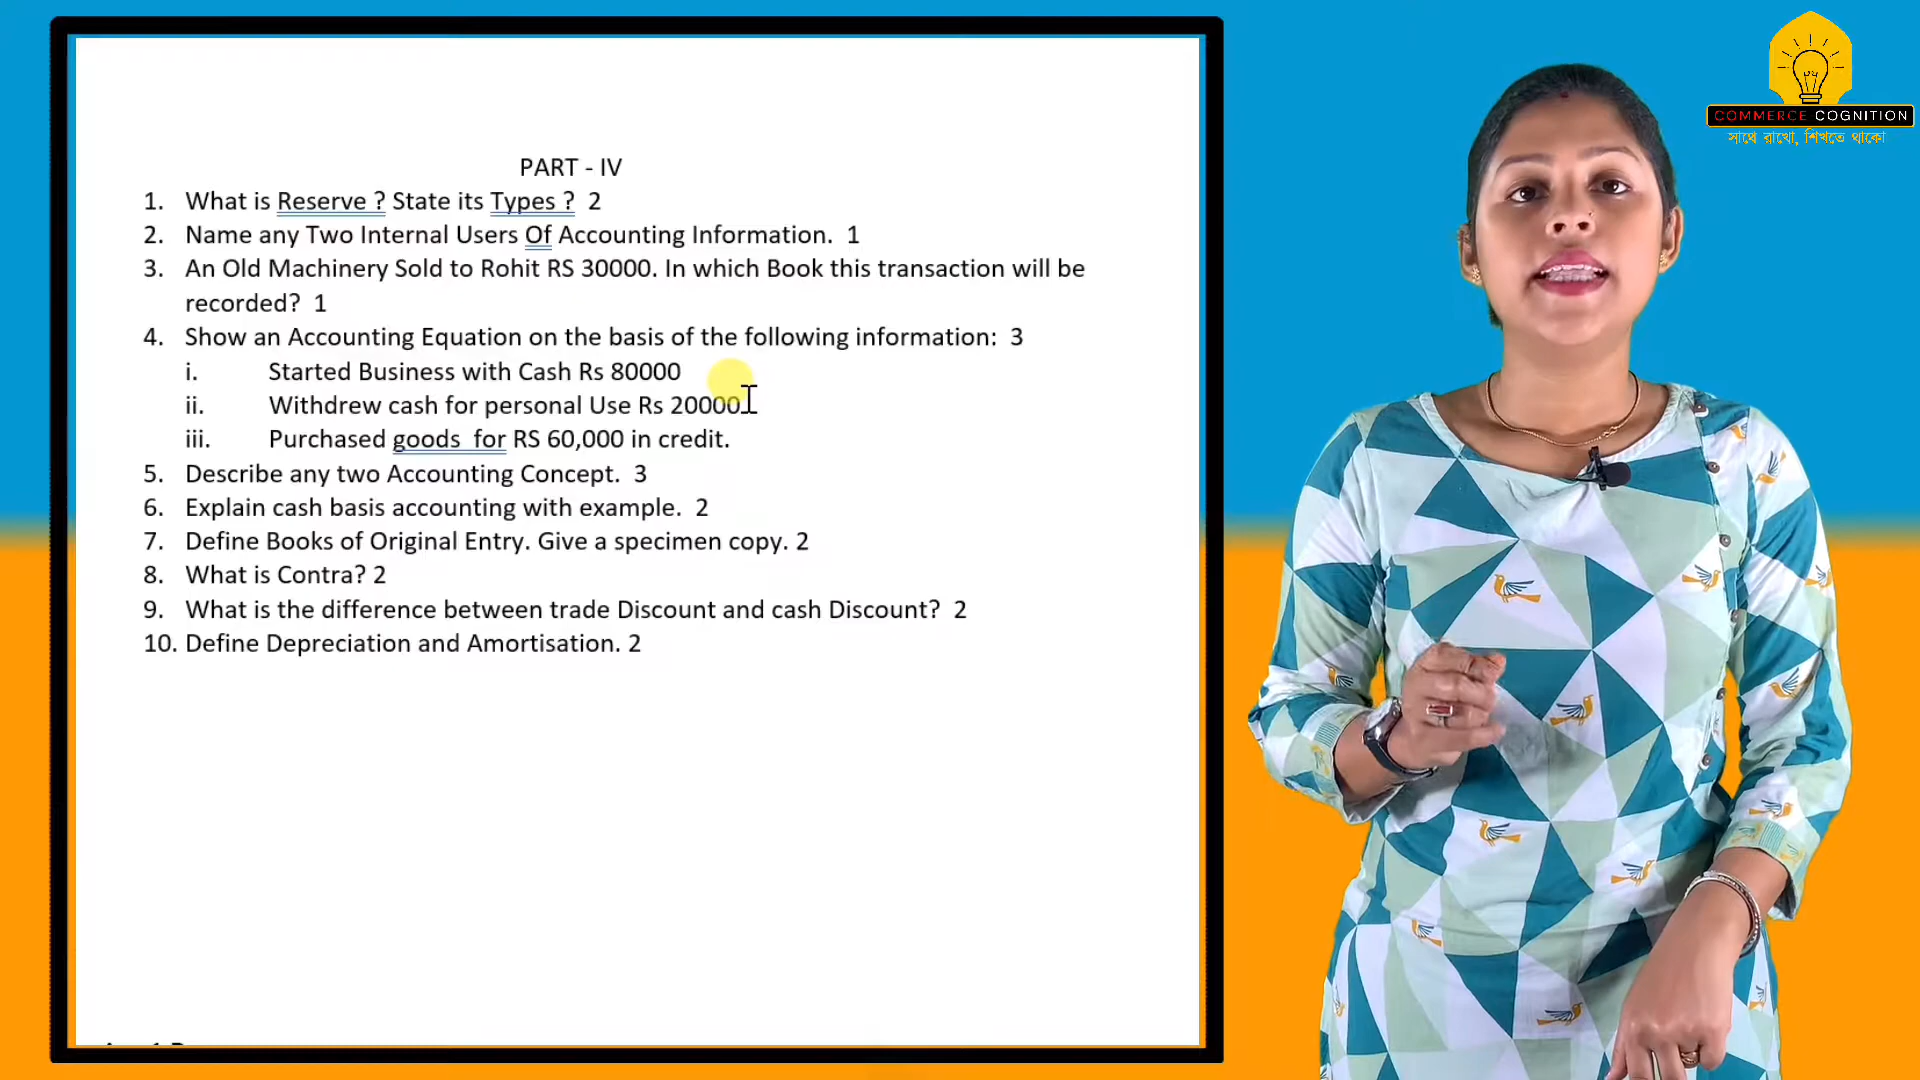 PART - IV
1. What is Reserve ? State its Types ? 2
2. Name any Two Internal Users Of Accounting Information. 1
3. An Old Machinery Sold to Rohit RS 30000. In which Book this transaction will be
recorded? 1
4. Show an Accounting Equation on the basis of the following information: 3
i. Started Business with Cash Rs 80000
ii. Withdrew cash for personal Use Rs 20000
iii. Purchased goods for RS 60,000 in credit.
5. Describe any two Accounting Concept. 3
6. Explain cash basis accounting with example. 2
7. Define Books of Original Entry. Give a specimen copy. 2
8. What is Contra? 2
9. What is the difference between trade Discount and cash Discount? 2
10. Define Depreciation and Amortisation. 2
COMMERCE COGNITION
সাথে রাখো, শিখতে থাকো